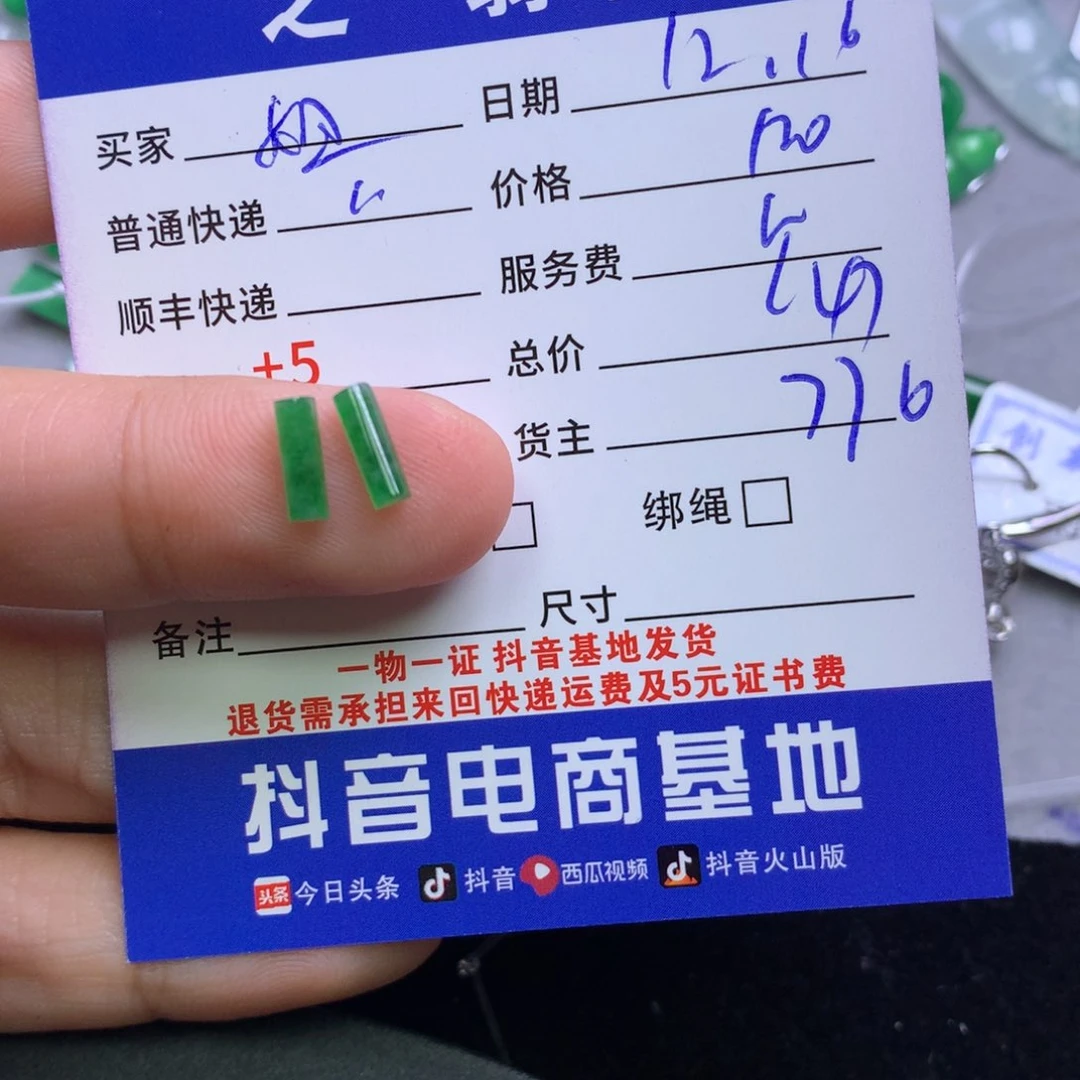 之
买家 日期 12.16
普通快递 价格
顺丰快递 服务费
+5 总价
货主 776
绑绳
备注 尺寸
一物一证 抖音基地发货
退货需承担来回快递运费及5元证书费
抖音电商基地
头条 今日头条 抖音 西瓜视频 抖音火山版